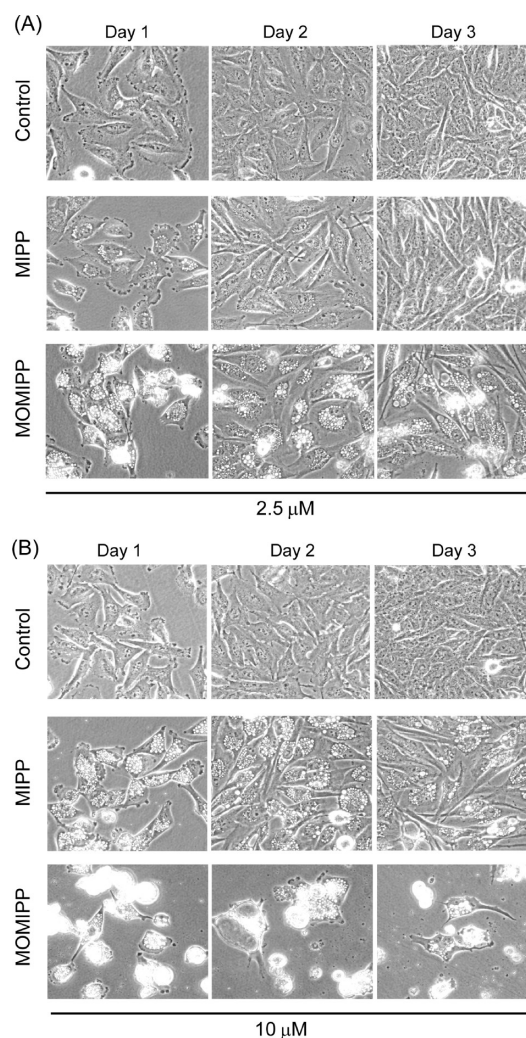 (A)
Day 1 Day 2 Day 3
Control
MIPP
MOMIPP
2.5 μM
(B)
Day 1 Day 2 Day 3
Control
MIPP
MOMIPP
10 μM